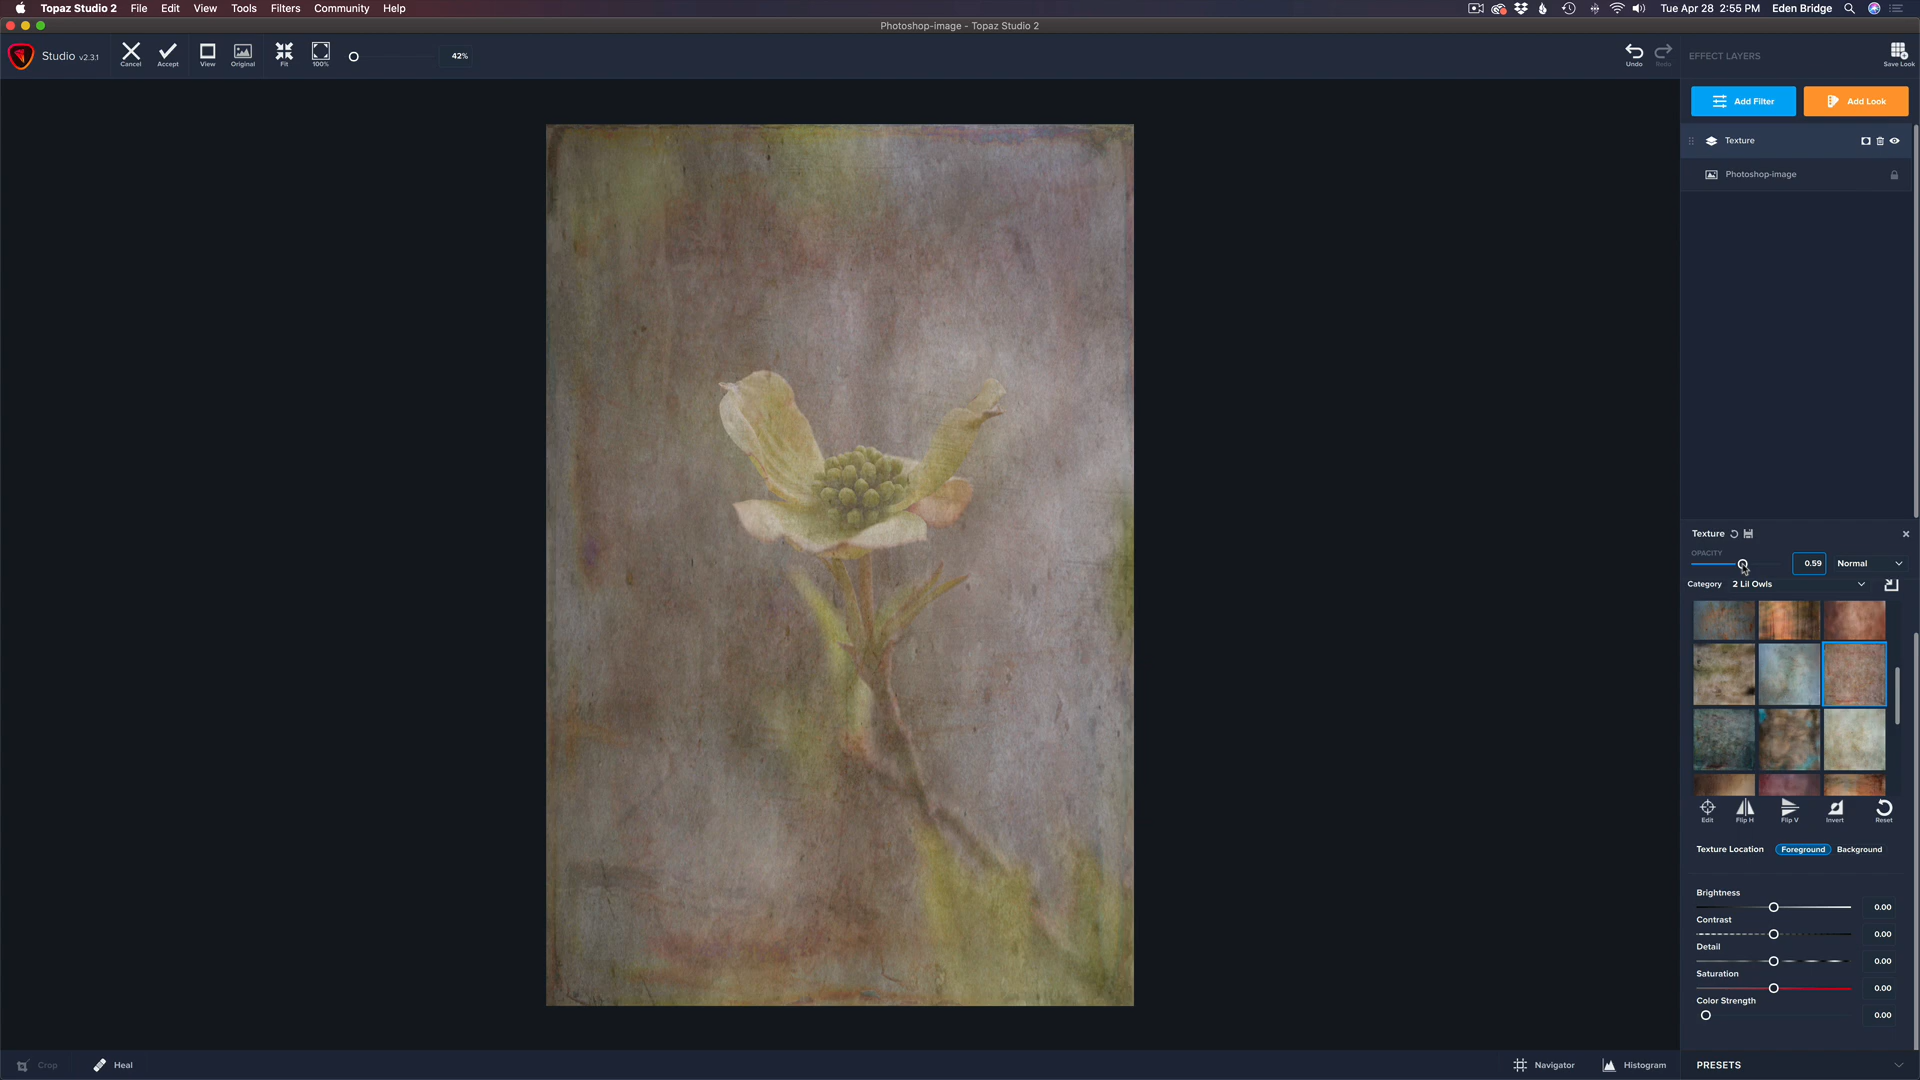 Topaz Studio 2 File Edit View Tools Filters Community Help
Tue Apr 28 2:55 PM Eden Bridge
Photoshop-image - Topaz Studio 2
Studio v2.3.1
Cancel Accept View Original Fit 100% 42%
Undo Redo
EFFECT LAYERS
Save Look
Add Filter Add Look
Texture
Photoshop-image
Texture
OPACITY
0.59 Normal
Category 2 Lil Owls
Edit Flip H Flip V Invert Reset
Texture Location Foreground Background
Brightness
0.00
Contrast
0.00
Detail
0.00
Saturation
0.00
Color Strength
0.00
Crop Heal Navigator Histogram PRESETS